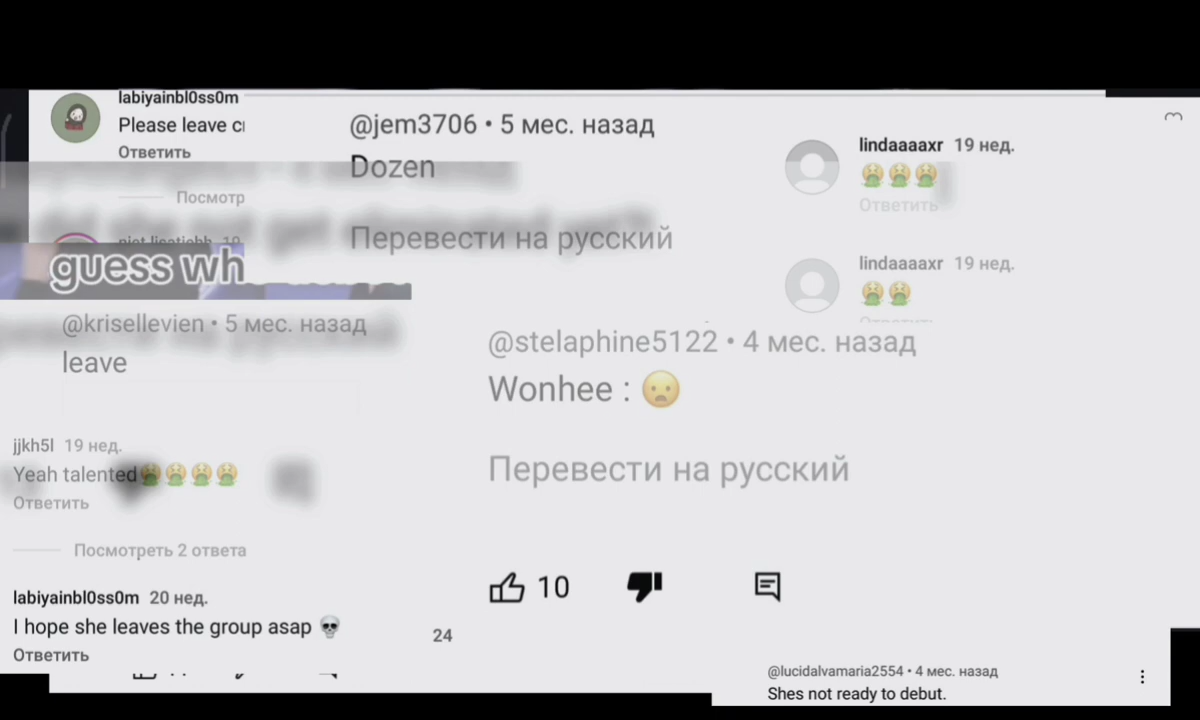 labiyainbl0ss0m
Please leave
Ответить
Посмотр
@jem3706 • 5 мес. назад
Dozen
Перевести на русский
lindaaaaxr 19 нед.
🤮🤮🤮
Ответить
lindaaaaxr 19 нед.
🤮🤮
guess wh
@krisellevien • 5 мес. назад
leave
@stelaphine5122 • 4 мес. назад
Wonhee : 😦
Перевести на русский
10
jjkh5l 19 нед.
Yeah talented🤮🤮🤮🤮
Ответить
Посмотреть 2 ответа
labiyainbl0ss0m 20 нед.
I hope she leaves the group asap 💀
24
Ответить
@lucidalvamaria2554 • 4 мес. назад
Shes not ready to debut.